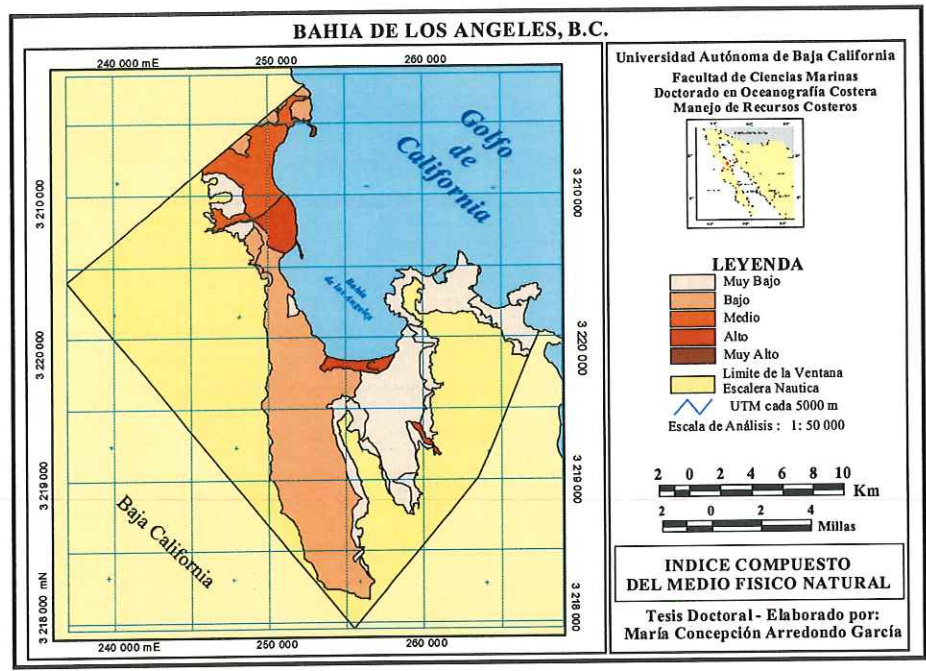 BAHIA DE LOS ANGELES, B.C.
240 000 mE
250 000
260 000
Golfo
de
California
Bahía
de Los Angeles
Baja California
3 210 000
3 220 000
3 219 000
3 218 000 mN
3 210 000
3 220 000
3 219 000
3 218 000
240 000 mE
250 000
260 000
Universidad Autónoma de Baja California
Facultad de Ciencias Marinas
Doctorado en Oceanografía Costera
Manejo de Recursos Costeros
LEYENDA
Muy Bajo
Bajo
Medio
Alto
Muy Alto
Limite de la Ventana
Escalera Nautica
UTM cada 5000 m
Escala de Análisis : 1: 50 000
2 0 2 4 6 8 10
Km
2 0 2 4
Millas
INDICE COMPUESTO
DEL MEDIO FISICO NATURAL
Tesis Doctoral - Elaborado por:
María Concepción Arredondo García